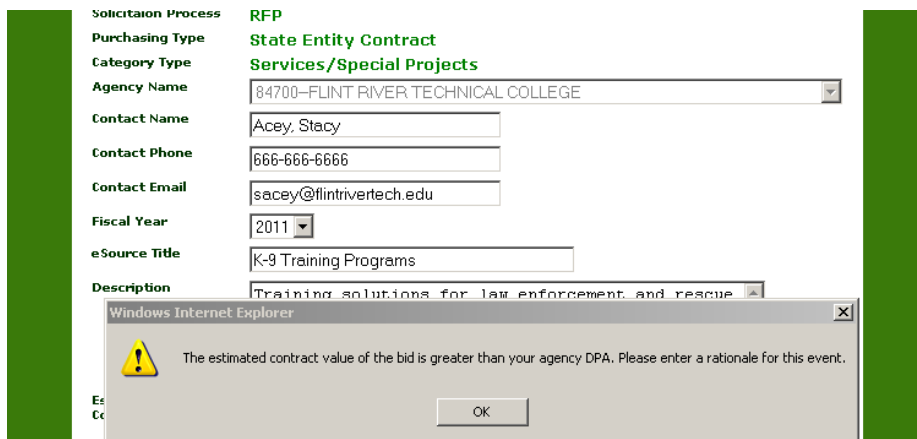 Solicitaion Process RFP
Purchasing Type State Entity Contract
Category Type Services/Special Projects
Agency Name 84700–FLINT RIVER TECHNICAL COLLEGE
Contact Name Acey, Stacy
Contact Phone 666-666-6666
Contact Email sacey@flintrivertech.edu
Fiscal Year 2011
eSource Title K-9 Training Programs
Description Training solutions for law enforcement and rescue
Windows Internet Explorer
The estimated contract value of the bid is greater than your agency DPA. Please enter a rationale for this event.
OK